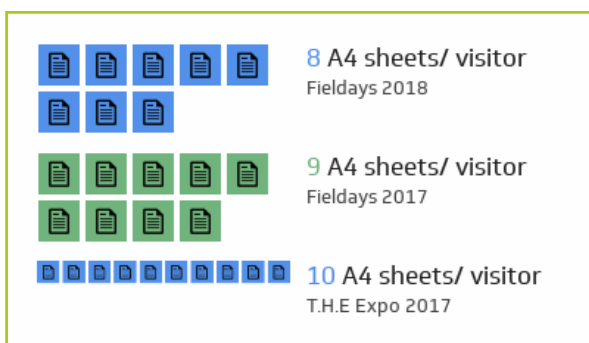 8 A4 sheets/ visitor
Fieldays 2018
9 A4 sheets/ visitor
Fieldays 2017
10 A4 sheets/ visitor
T.H.E Expo 2017